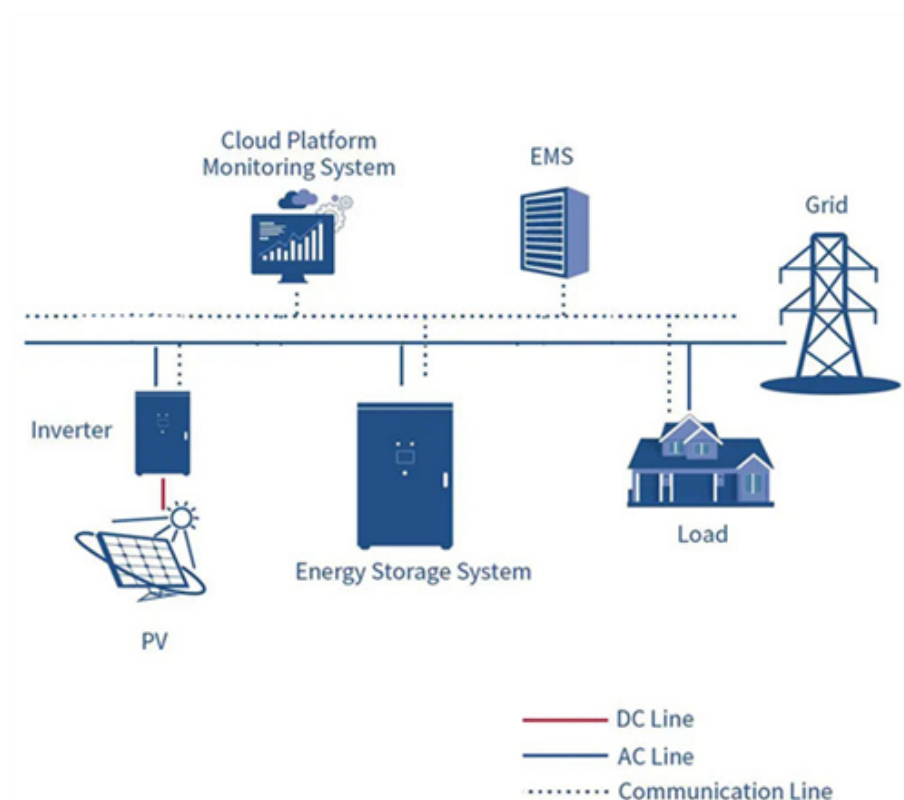 Cloud Platform
Monitoring System
EMS
Grid
Inverter
Load
Energy Storage System
PV
DC Line
AC Line
Communication Line